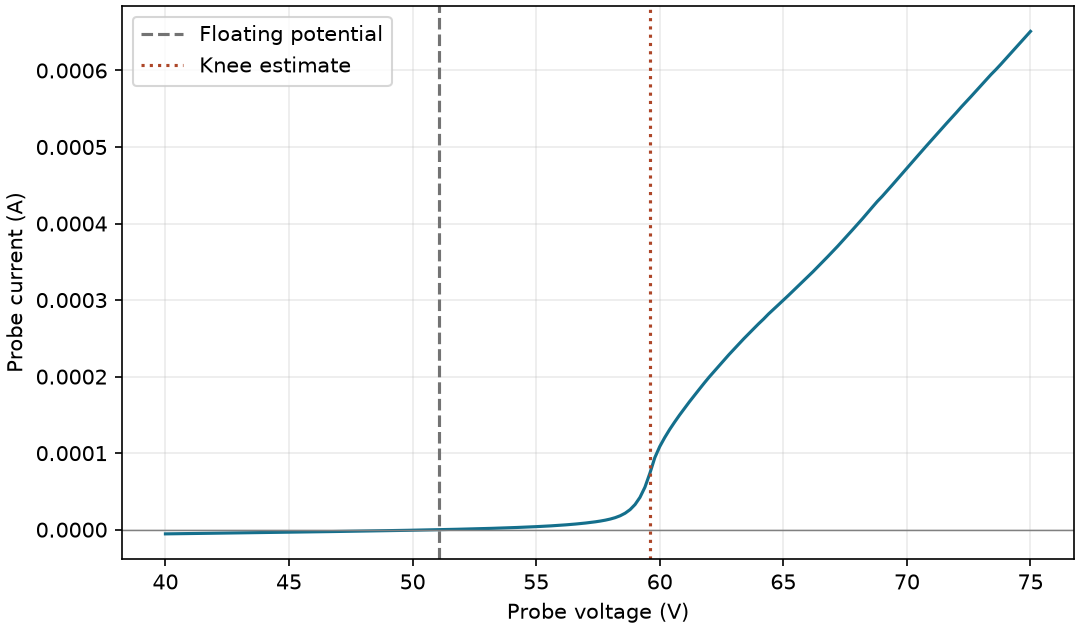 Floating potential
Knee estimate
Probe current (A)
0.0006
0.0005
0.0004
0.0003
0.0002
0.0001
0.0000
40 45 50 55 60 65 70 75
Probe voltage (V)